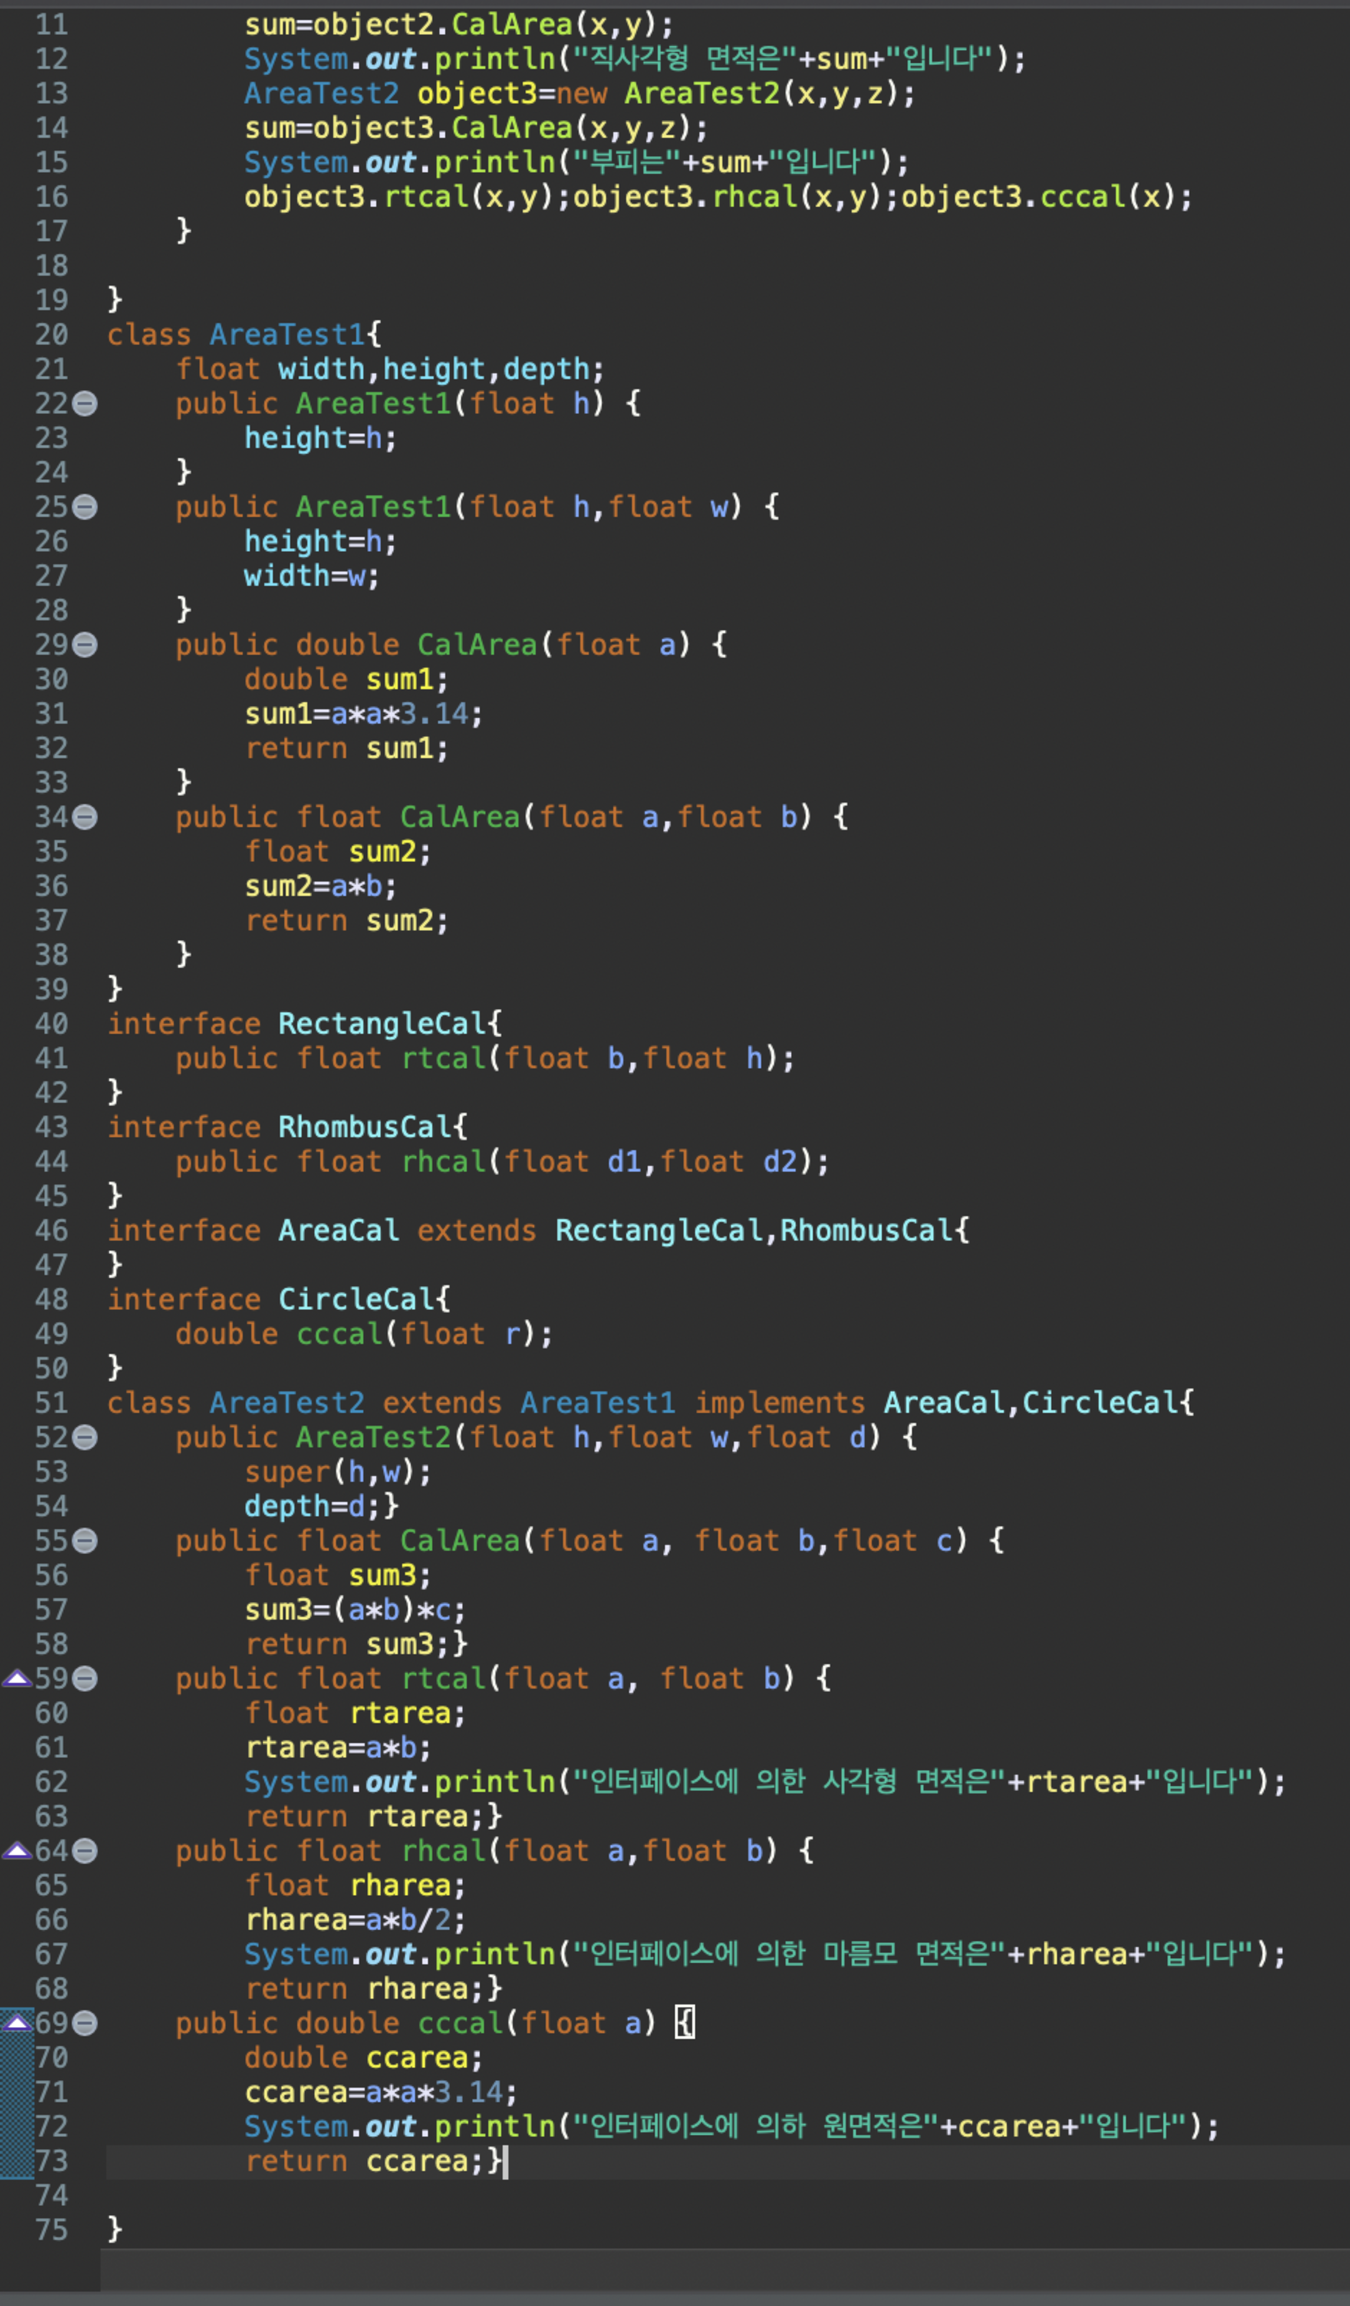 11 sum=object2.CalArea(x,y);
12 System.out.println("직사각형 면적은"+sum+"입니다");
13 AreaTest2 object3=new AreaTest2(x,y,z);
14 sum=object3.CalArea(x,y,z);
15 System.out.println("부피는"+sum+"입니다");
16 object3.rtcal(x,y);object3.rhcal(x,y);object3.cccal(x);
17 }
18
19 }
20 class AreaTest1{
21 float width,height,depth;
22 public AreaTest1(float h) {
23 height=h;
24 }
25 public AreaTest1(float h,float w) {
26 height=h;
27 width=w;
28 }
29 public double CalArea(float a) {
30 double sum1;
31 sum1=a*a*3.14;
32 return sum1;
33 }
34 public float CalArea(float a,float b) {
35 float sum2;
36 sum2=a*b;
37 return sum2;
38 }
39 }
40 interface RectangleCal{
41 public float rtcal(float b,float h);
42 }
43 interface RhombusCal{
44 public float rhcal(float d1,float d2);
45 }
46 interface AreaCal extends RectangleCal,RhombusCal{
47 }
48 interface CircleCal{
49 double cccal(float r);
50 }
51 class AreaTest2 extends AreaTest1 implements AreaCal,CircleCal{
52 public AreaTest2(float h,float w,float d) {
53 super(h,w);
54 depth=d;}
55 public float CalArea(float a, float b,float c) {
56 float sum3;
57 sum3=(a*b)*c;
58 return sum3;}
59 public float rtcal(float a, float b) {
60 float rtarea;
61 rtarea=a*b;
62 System.out.println("인터페이스에 의한 사각형 면적은"+rtarea+"입니다");
63 return rtarea;}
64 public float rhcal(float a,float b) {
65 float rharea;
66 rharea=a*b/2;
67 System.out.println("인터페이스에 의한 마름모 면적은"+rharea+"입니다");
68 return rharea;}
69 public double cccal(float a) {
70 double ccarea;
71 ccarea=a*a*3.14;
72 System.out.println("인터페이스에 의하 원면적은"+ccarea+"입니다");
73 return ccarea;}
74
75 }